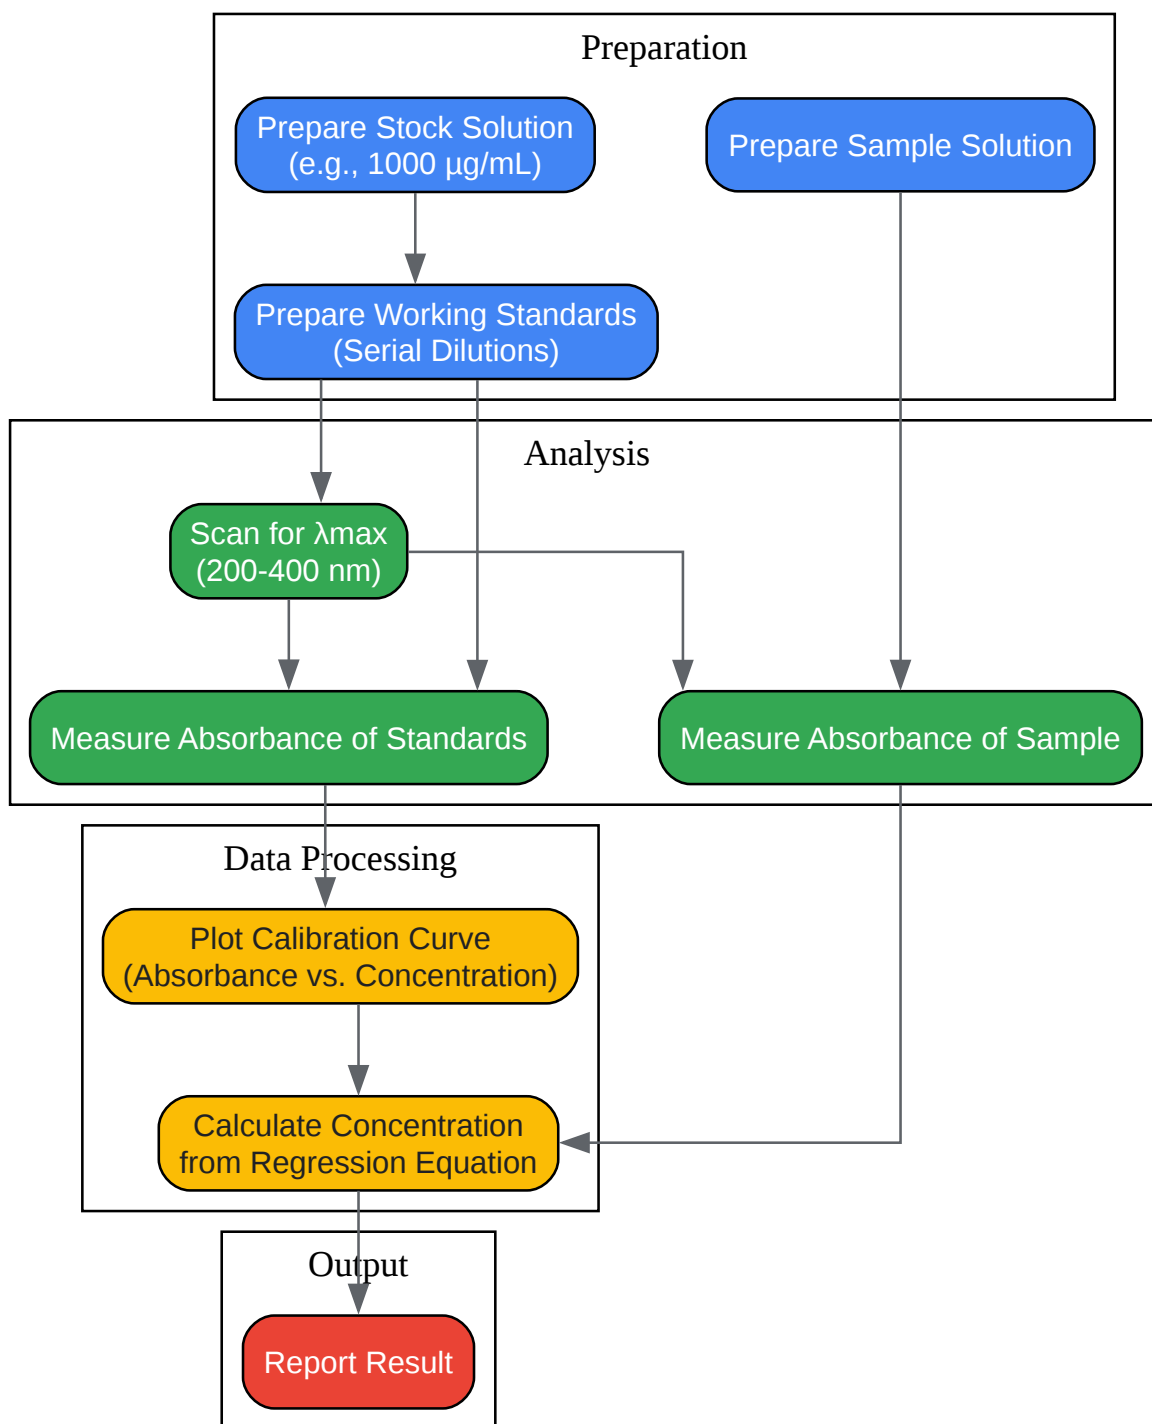 Preparation
Prepare Stock Solution
(e.g., 1000 µg/mL)
Prepare Sample Solution
Prepare Working Standards
(Serial Dilutions)
Analysis
Scan for λmax
(200-400 nm)
Measure Absorbance of Standards
Measure Absorbance of Sample
Data Processing
Plot Calibration Curve
(Absorbance vs. Concentration)
Calculate Concentration
from Regression Equation
Output
Report Result